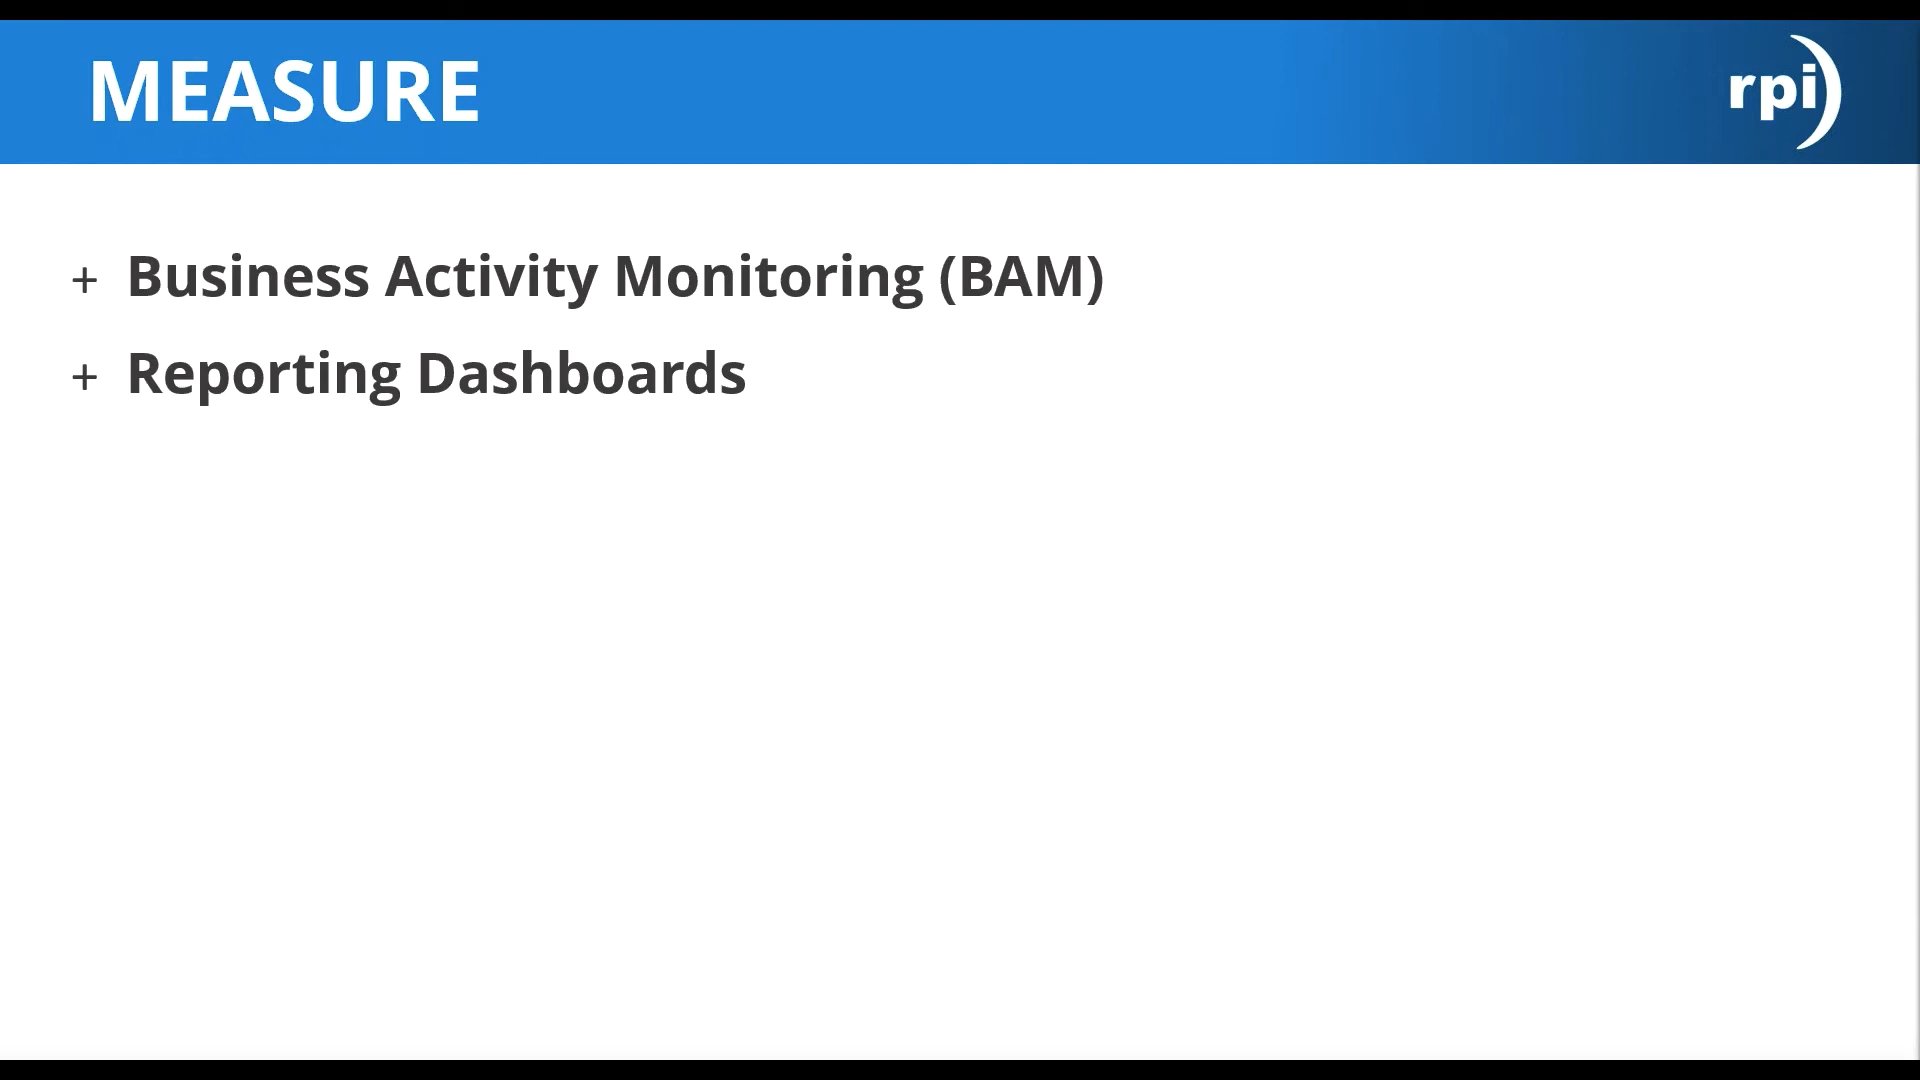 MEASURE
rpi
+ Business Activity Monitoring (BAM)
+ Reporting Dashboards